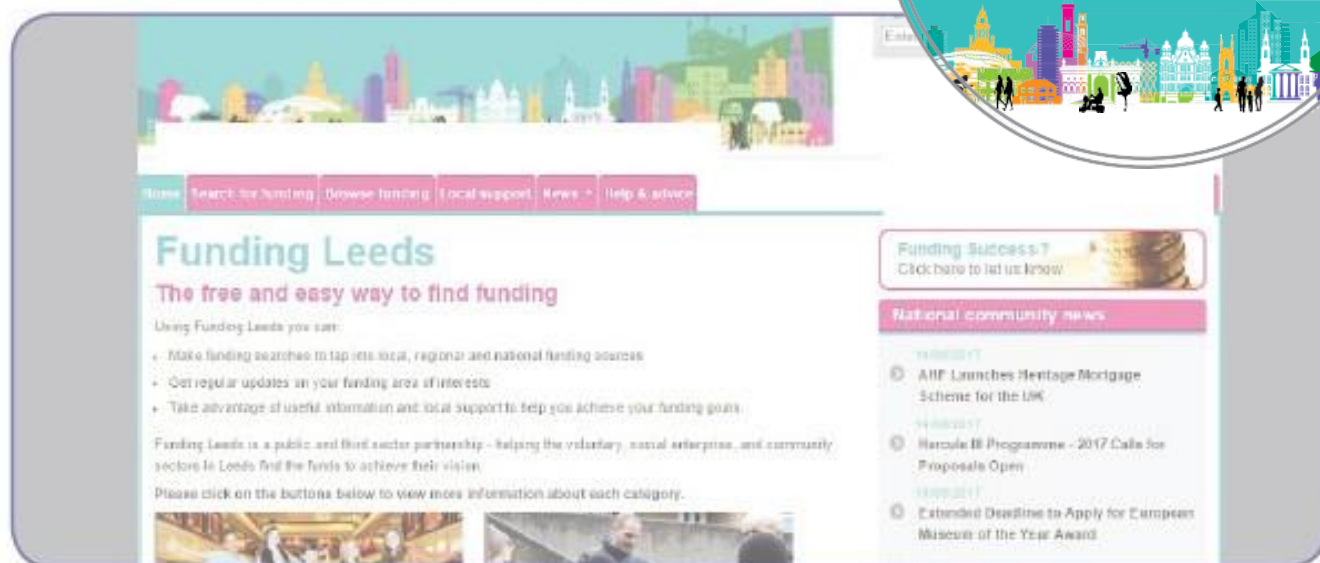 Home Search for funding Browse funding Local support News Help & advice
Funding Leeds
The free and easy way to find funding
Using Funding Leeds you can:
Make funding searches to tap into local, regional and national funding sources
Get regular updates on your funding area of interests
Take advantage of useful information and local support to help you achieve your funding goals
Funding Leeds is a public and third sector partnership - helping the voluntary, social enterprise, and community
sectors in Leeds find the funds to achieve their vision
Please click on the buttons below to view more information about each category.
Funding Success?
Click here to let us know
National community news
AHF Launches Heritage Mortgage
Scheme for the UK
Hercule III Programme - 2017 Calls for
Proposals Open
Extended Deadline to Apply for European
Museum of the Year Award